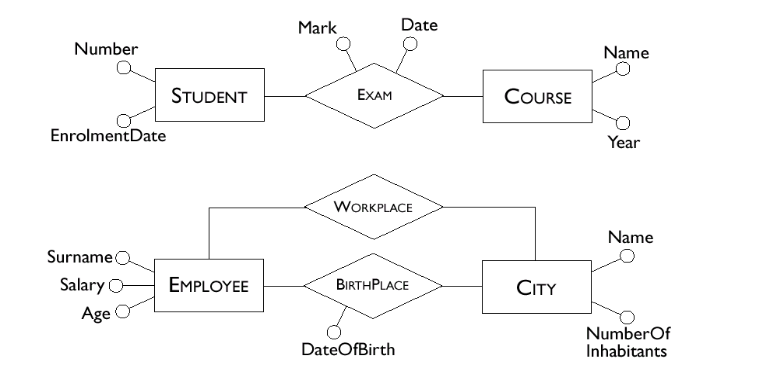 Mark
Date
Number
Name
STUDENT
EXAM
COURSE
EnrolmentDate
Year
WORKPLACE
Name
Surname
Salary
EMPLOYEE
BIRTHPLACE
CITY
Age
NumberOf
Inhabitants
DateOfBirth